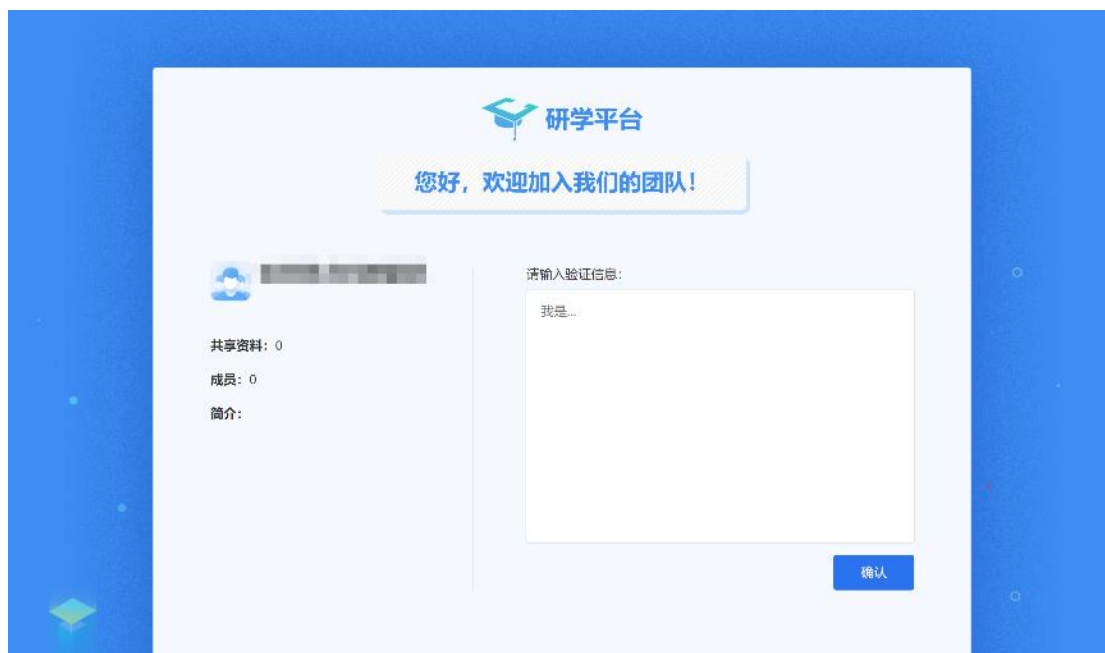 研学平台
您好，欢迎加入我们的团队！
共享资料：0
成员：0
简介：
请输入验证信息：
我是...
确认